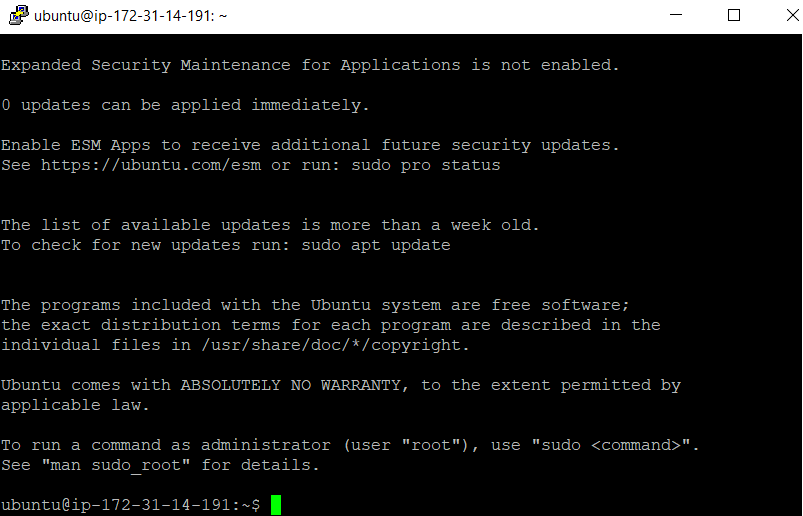 ubuntu@ip-172-31-14-191: ~
Expanded Security Maintenance for Applications is not enabled.
0 updates can be applied immediately.
Enable ESM Apps to receive additional future security updates.
See https://ubuntu.com/esm or run: sudo pro status
The list of available updates is more than a week old.
To check for new updates run: sudo apt update
The programs included with the Ubuntu system are free software;
the exact distribution terms for each program are described in the
individual files in /usr/share/doc/*/copyright.
Ubuntu comes with ABSOLUTELY NO WARRANTY, to the extent permitted by
applicable law.
To run a command as administrator (user "root"), use "sudo <command>".
See "man sudo_root" for details.
ubuntu@ip-172-31-14-191:~$